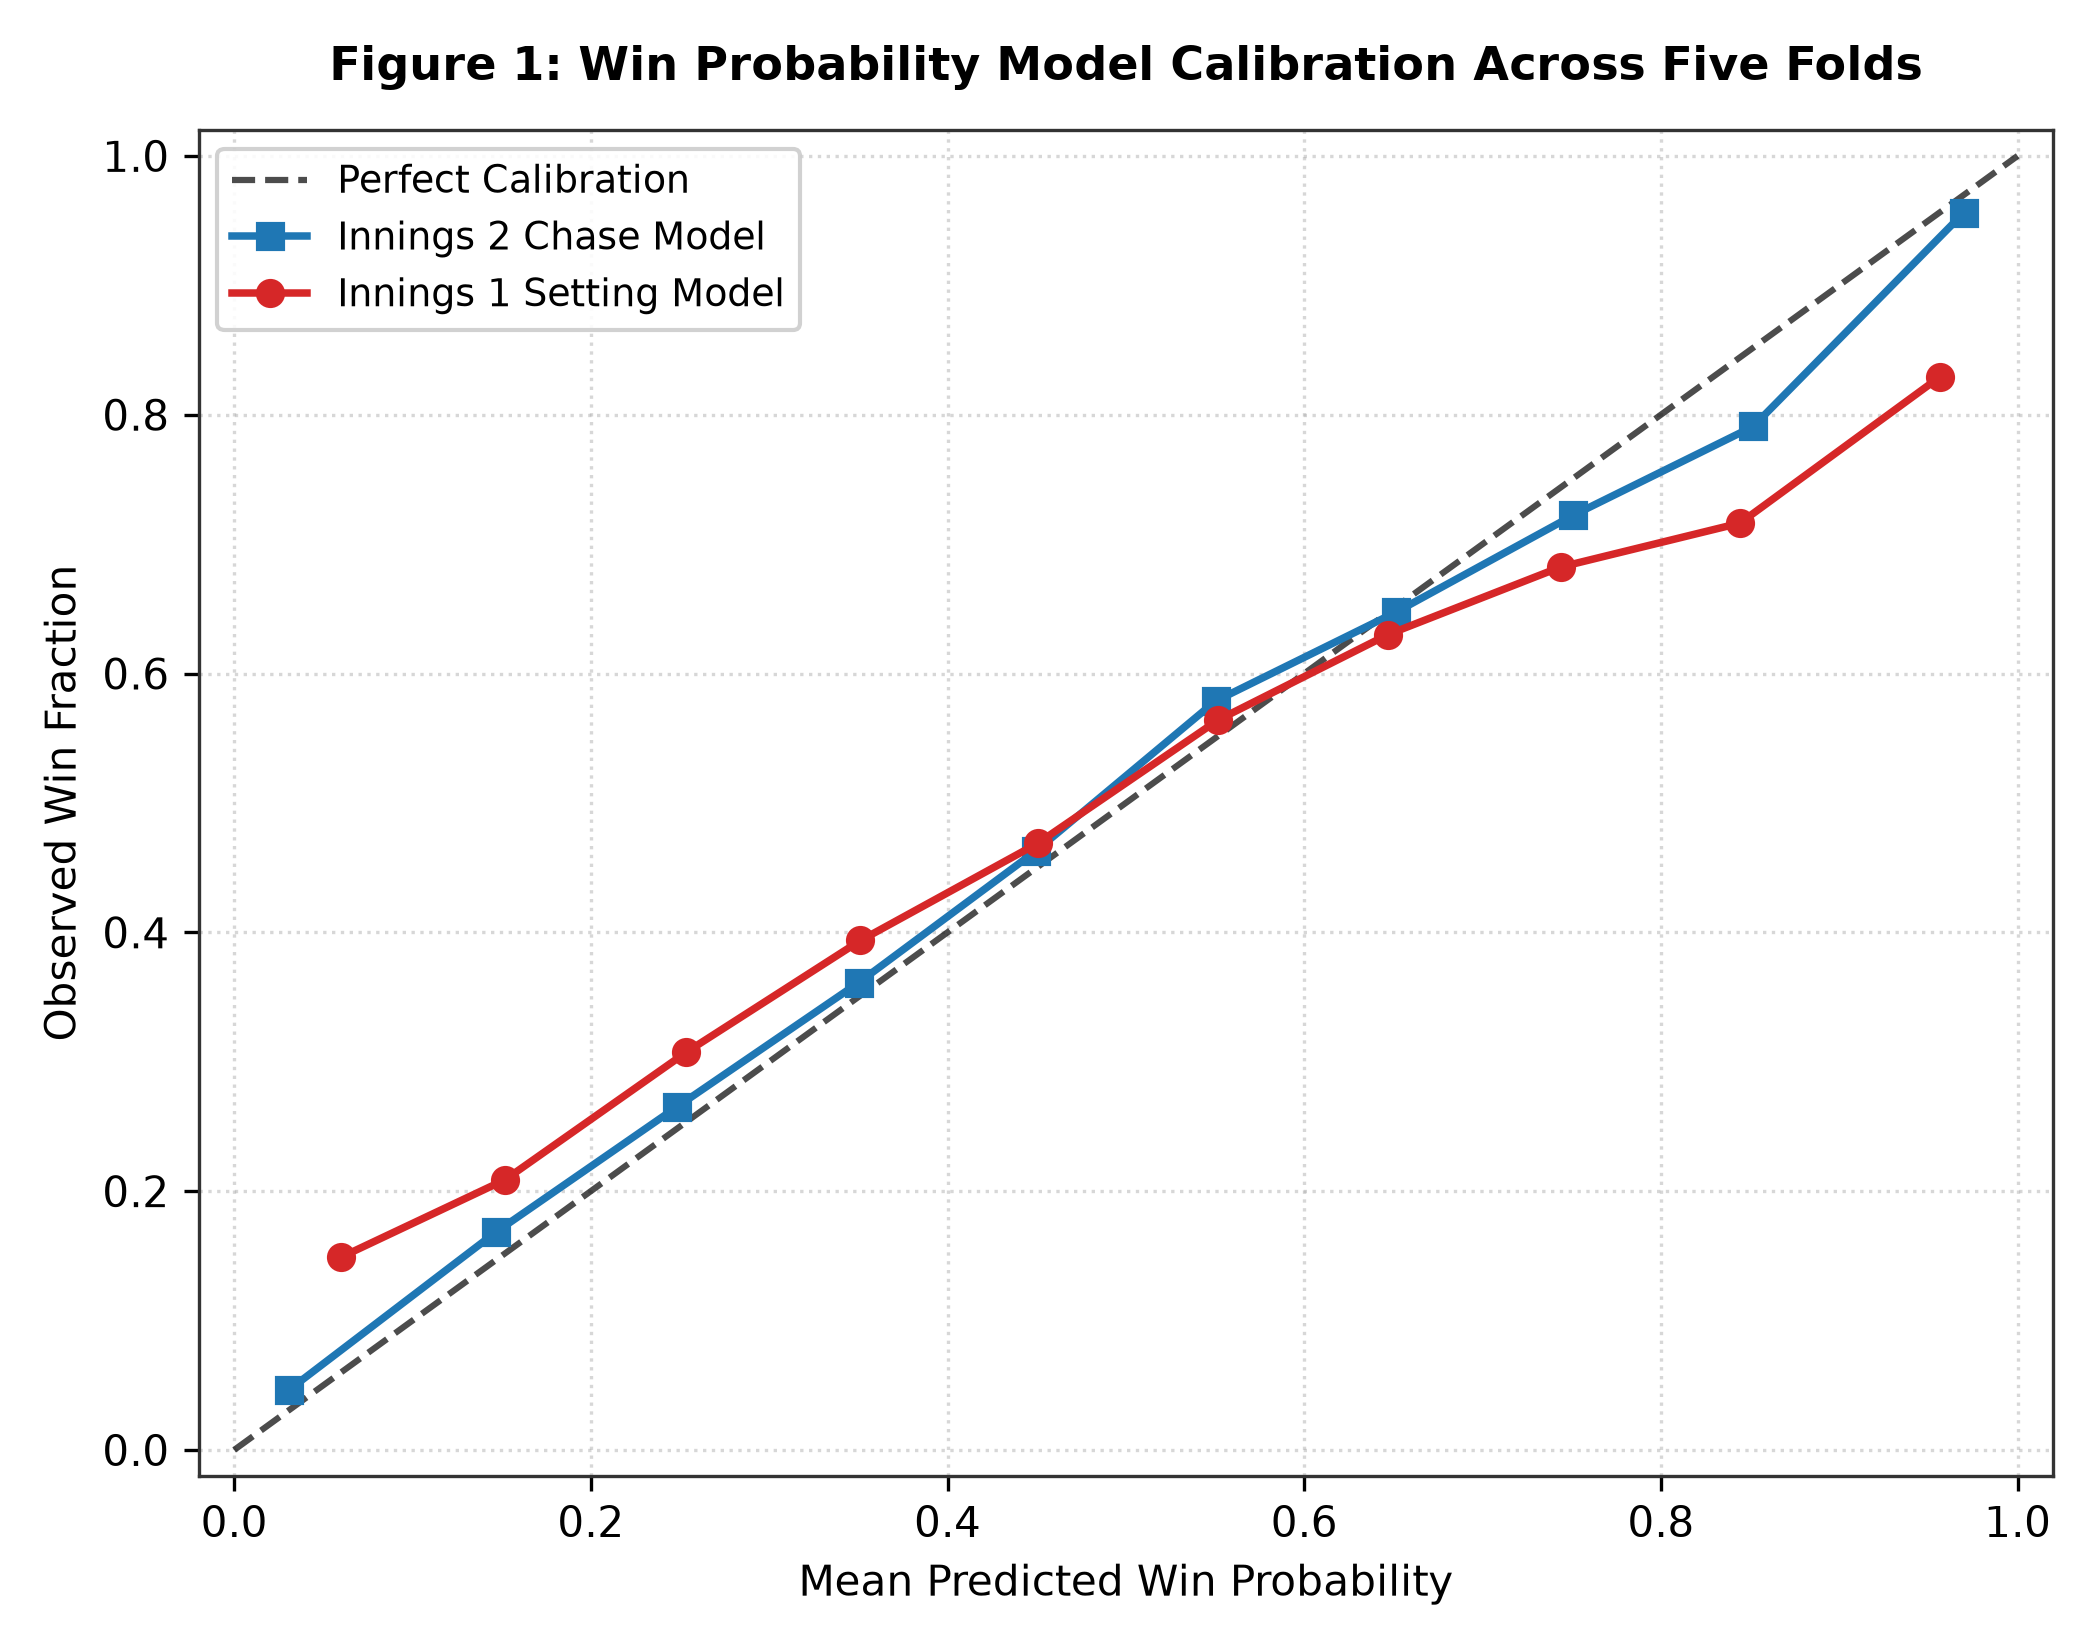 Figure 1: Win Probability Model Calibration Across Five Folds
Perfect Calibration
Innings 2 Chase Model
Innings 1 Setting Model
1.0
0.8
0.6
0.4
0.2
0.0
Observed Win Fraction
0.0 0.2 0.4 0.6 0.8 1.0
Mean Predicted Win Probability